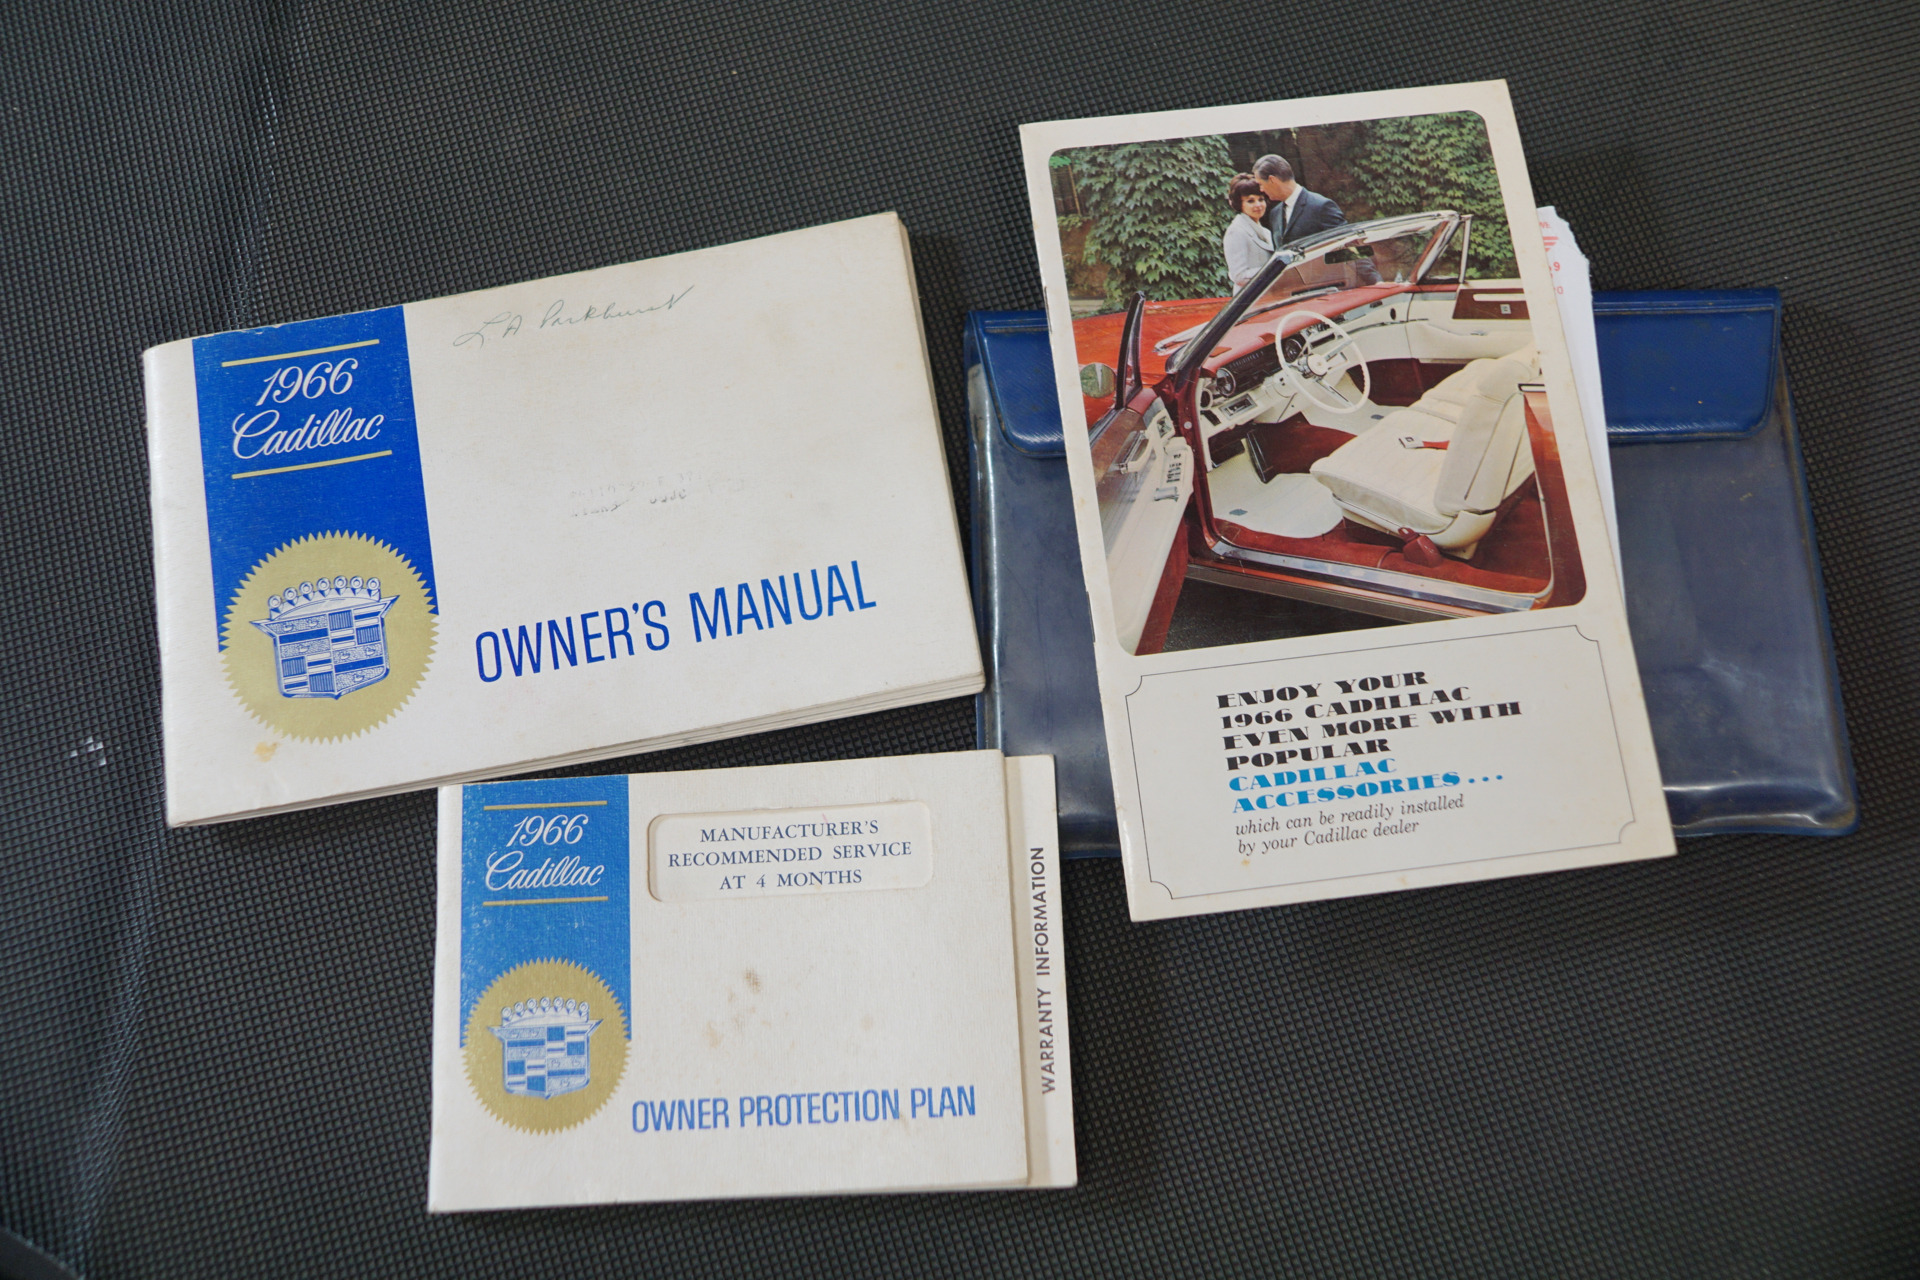 L A Parkhurst
1966
Cadillac
OWNER'S MANUAL
1966
Cadillac
MANUFACTURER'S
RECOMMENDED SERVICE
AT 4 MONTHS
OWNER PROTECTION PLAN
WARRANTY INFORMATION
ENJOY YOUR
1966 CADILLAC
EVEN MORE WITH
POPULAR
CADILLAC
ACCESSORIES...
which can be readily installed
by your Cadillac dealer